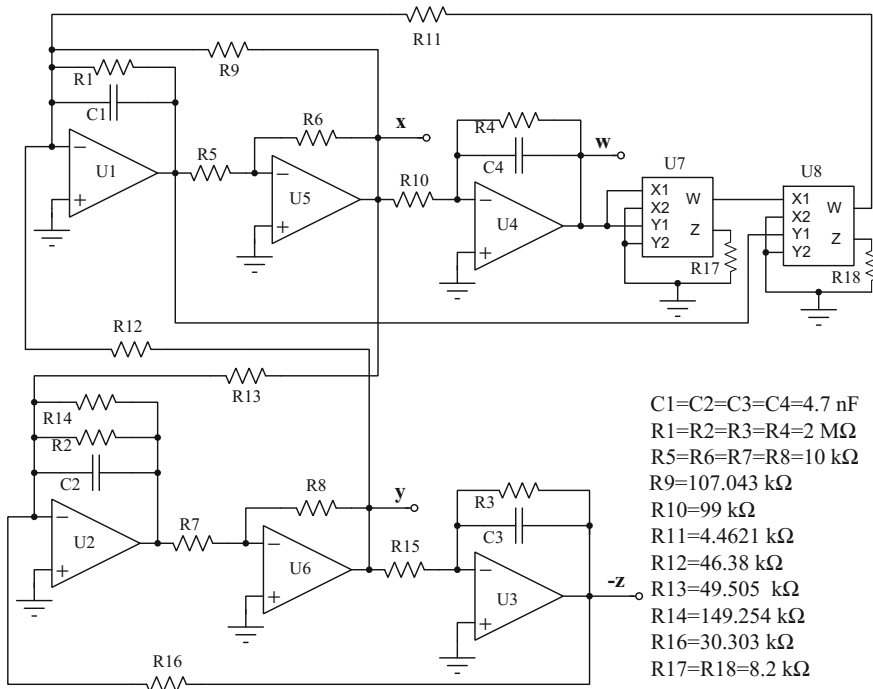 R11
R9
R1
C1
U1
R5
R6
U5
x
R10
R4
C4
U4
w
U7
X1
X2
Y1
Y2
W
Z
R17
U8
X1
X2
Y1
Y2
W
Z
R18
R12
R13
R14
R2
C2
U2
R7
R8
U6
y
R15
R3
C3
U3
-z
R16
C1=C2=C3=C4=4.7 nF
R1=R2=R3=R4=2 MΩ
R5=R6=R7=R8=10 kΩ
R9=107.043 kΩ
R10=99 kΩ
R11=4.4621 kΩ
R12=46.38 kΩ
R13=49.505 kΩ
R14=149.254 kΩ
R16=30.303 kΩ
R17=R18=8.2 kΩ